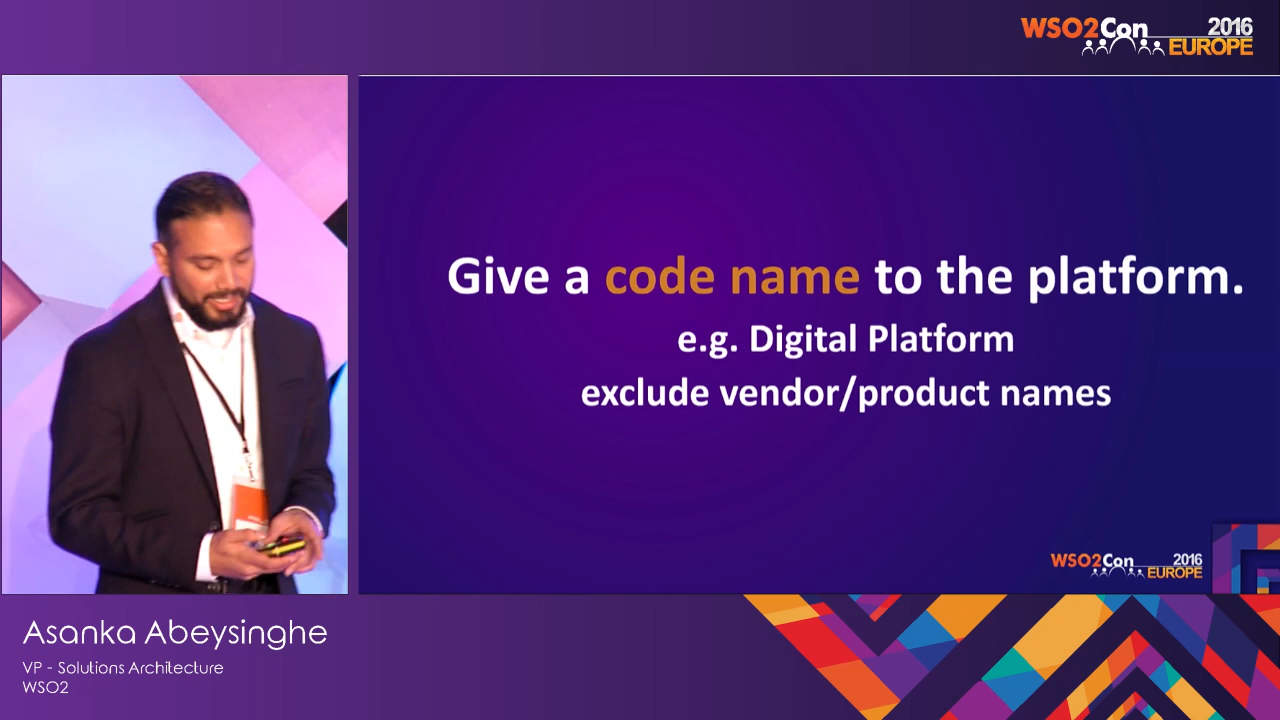 WSO2Con 2016
EUROPE
Give a code name to the platform.
e.g. Digital Platform
exclude vendor/product names
WSO2Con 2016
EUROPE
Asanka Abeysinghe
VP - Solutions Architecture
WSO2